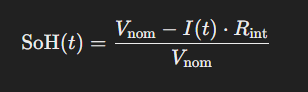 SoH(t) = (V_nom − I(t) · R_int) / V_nom